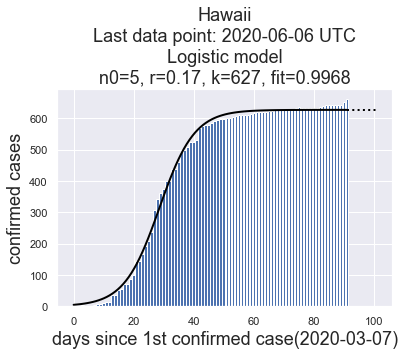 Hawaii
Last data point: 2020-06-06 UTC
Logistic model
n0=5, r=0.17, k=627, fit=0.9968
confirmed cases
600
500
400
300
200
100
0
0 20 40 60 80 100
days since 1st confirmed case(2020-03-07)